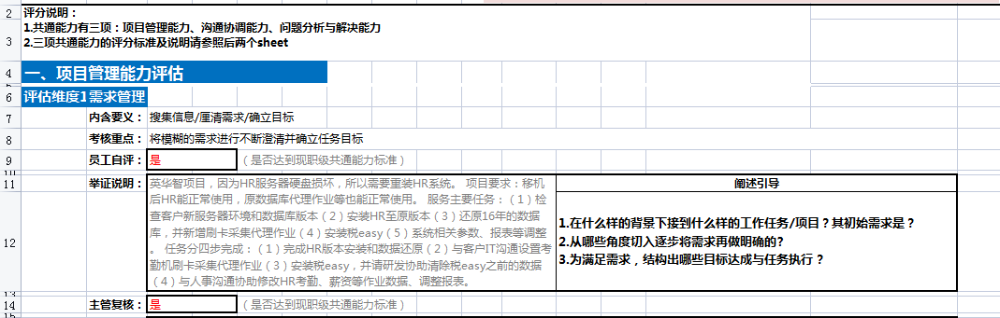 2
评分说明：
1.共通能力有三项：项目管理能力、沟通协调能力、问题分析与解决能力
3
2.三项共通能力的评分标准及说明请参照后两个sheet
4
一、项目管理能力评估
6
评估维度1需求管理
7
内含要义：
搜集信息/厘清需求/确立目标
8
考核重点：
将模糊的需求进行不断澄清并确立任务目标
9
员工自评：
是
（是否达到现职级共通能力标准）
11
举证说明：
英华智项目，因为HR服务器硬盘损坏，所以需要重装HR系统。 项目要求：移机
后HR能正常使用，原数据库代理作业等也能正常使用。 服务主要任务：（1）检
查客户新服务器环境和数据库版本（2）安装HR至原版本（3）还原16年的数据
库，并新增刷卡采集代理作业（4）安装税easy（5）系统相关参数、报表等调整
。 任务分四步完成：（1）完成HR版本安装和数据还原（2）与客户IT沟通设置考
勤机刷卡采集代理作业（3）安装税easy，并请研发协助清除税easy之前的数据
（4）与人事沟通协助修改HR考勤、薪资等作业数据、调整报表。
阐述引导
12
1.在什么样的背景下接到什么样的工作任务/项目？其初始需求是？
2.从哪些角度切入逐步将需求再做明确的？
3.为满足需求，结构出哪些目标达成与任务执行？
14
主管复核：
是
（是否达到现职级共通能力标准）